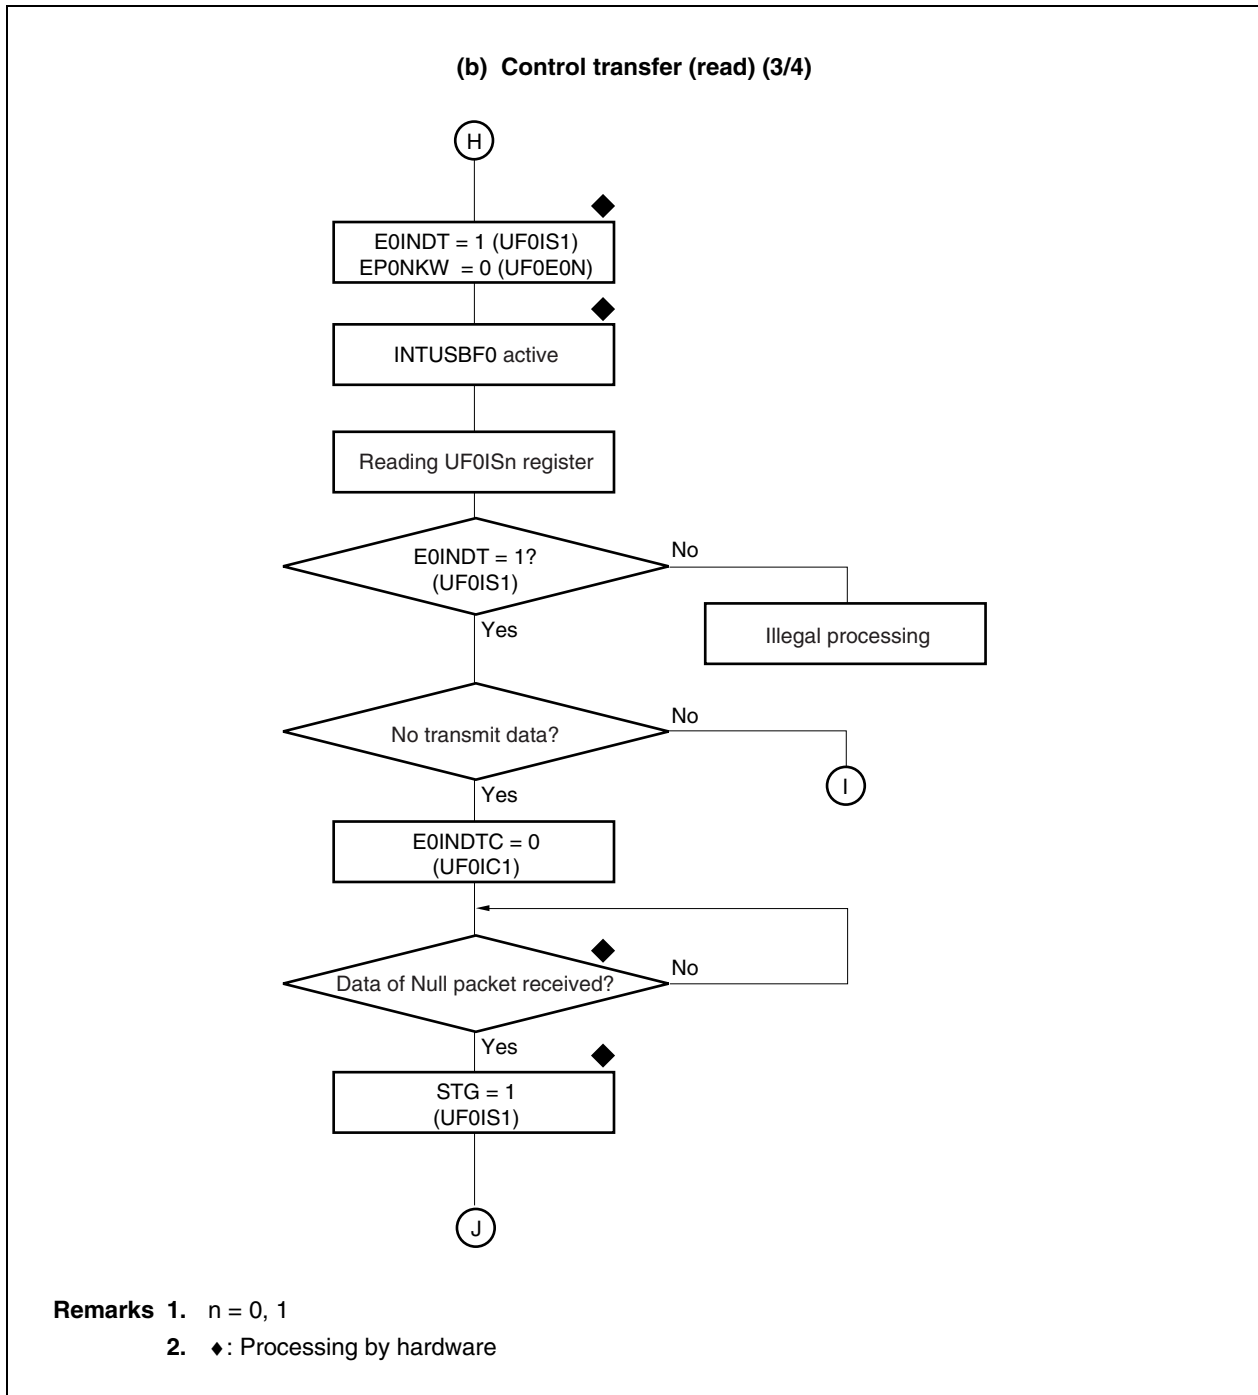 (b) Control transfer (read) (3/4)
H
E0INDT = 1 (UF0IS1)
EP0NKW = 0 (UF0E0N)
INTUSBF0 active
Reading UF0ISn register
E0INDT = 1?
(UF0IS1)
No
Illegal processing
Yes
No transmit data?
No
I
Yes
E0INDTC = 0
(UF0IC1)
Data of Null packet received?
No
Yes
STG = 1
(UF0IS1)
J
Remarks 1. n = 0, 1
2. ♦: Processing by hardware